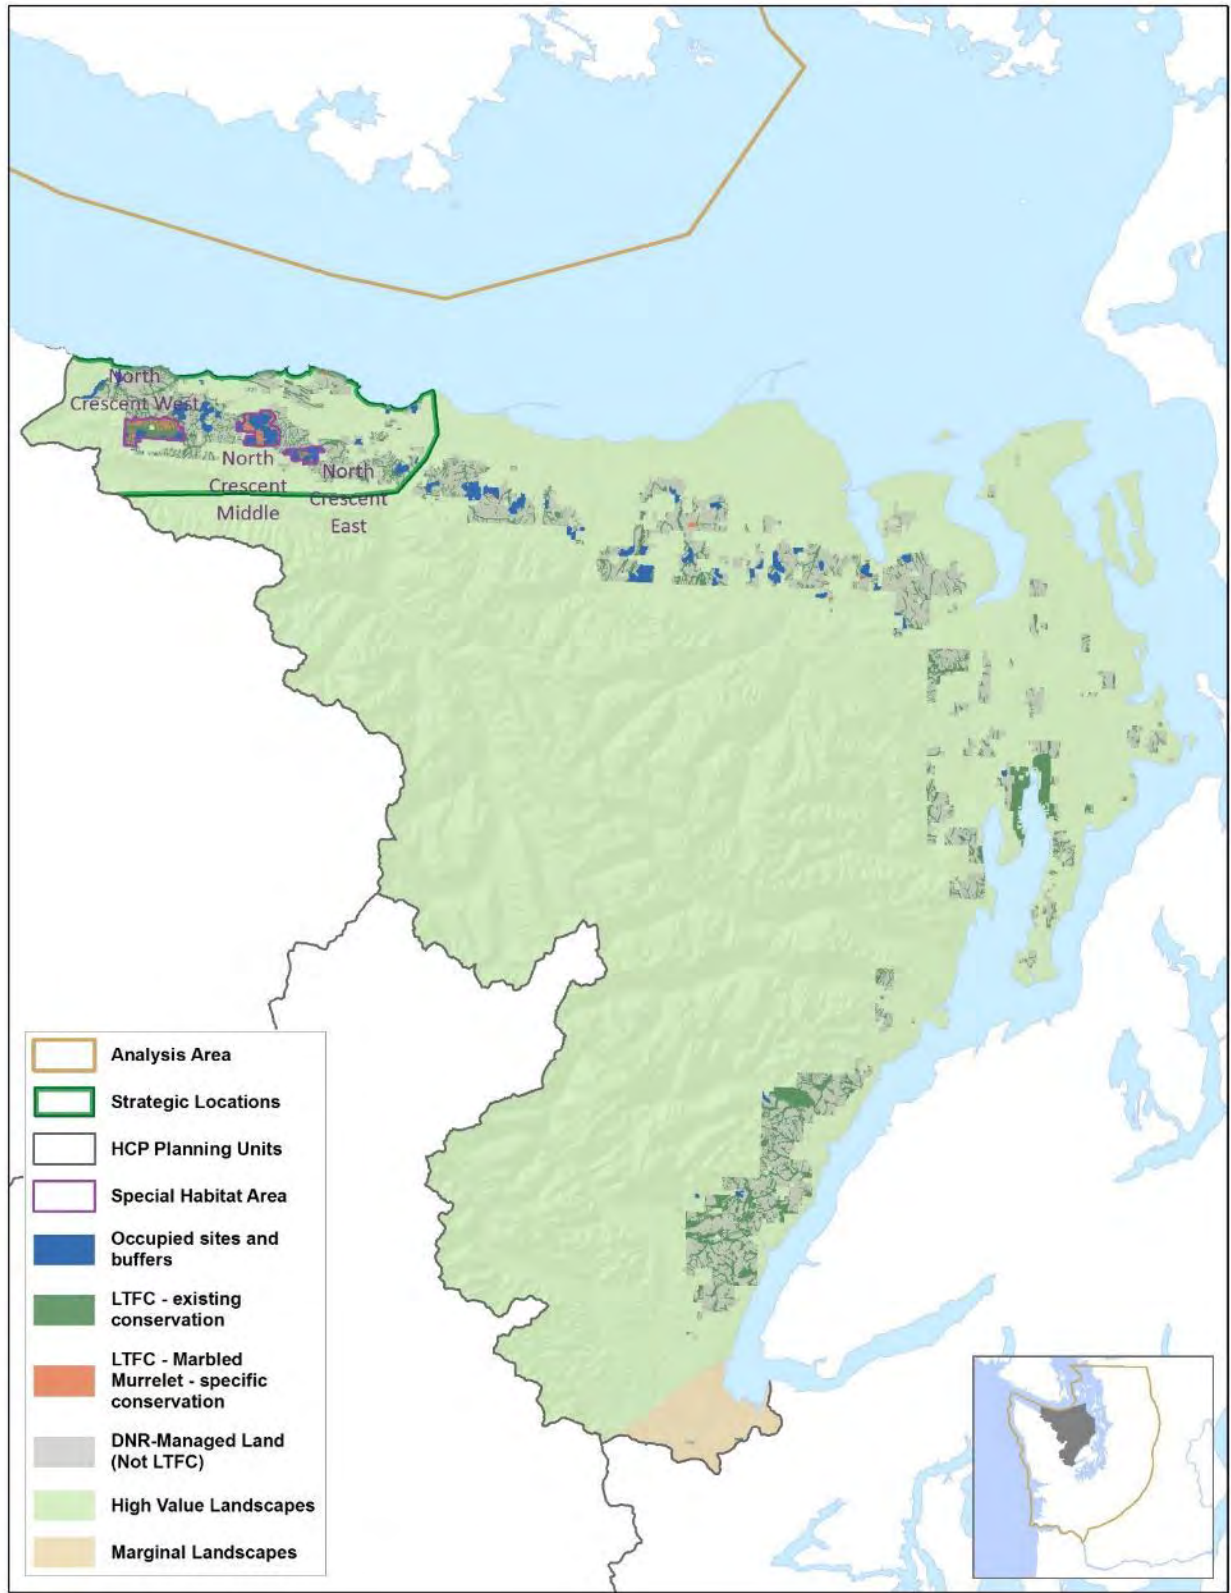 North
Crescent West
North
Crescent
Middle
North
Crescent
East
Analysis Area
Strategic Locations
HCP Planning Units
Special Habitat Area
Occupied sites and
buffers
LTFC - existing
conservation
LTFC - Marbled
Murrelet - specific
conservation
DNR-Managed Land
(Not LTFC)
High Value Landscapes
Marginal Landscapes